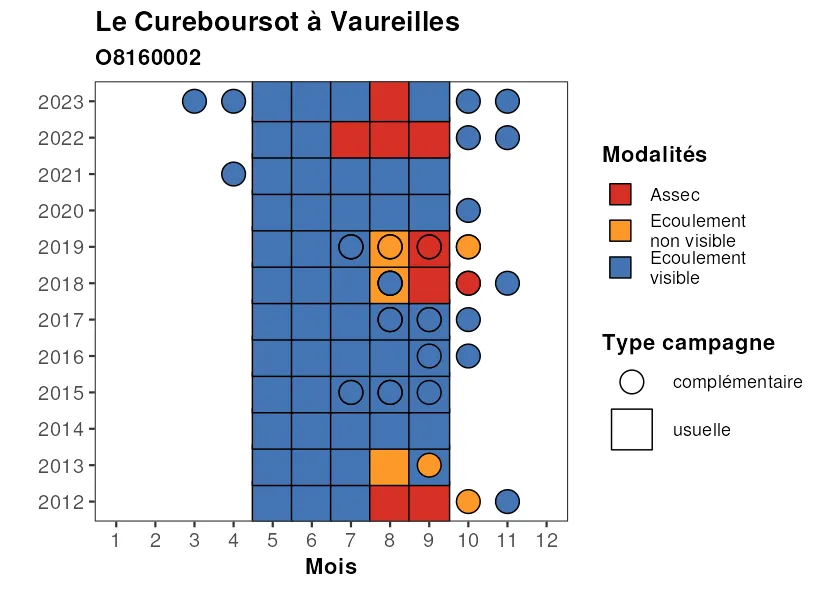 Le Cureboursot à Vaureilles
O8160002
2023
2022
2021
2020
2019
2018
2017
2016
2015
2014
2013
2012
1 2 3 4 5 6 7 8 9 10 11 12
Mois
Modalités
Assec
Ecoulement
non visible
Ecoulement
visible
Type campagne
complémentaire
usuelle